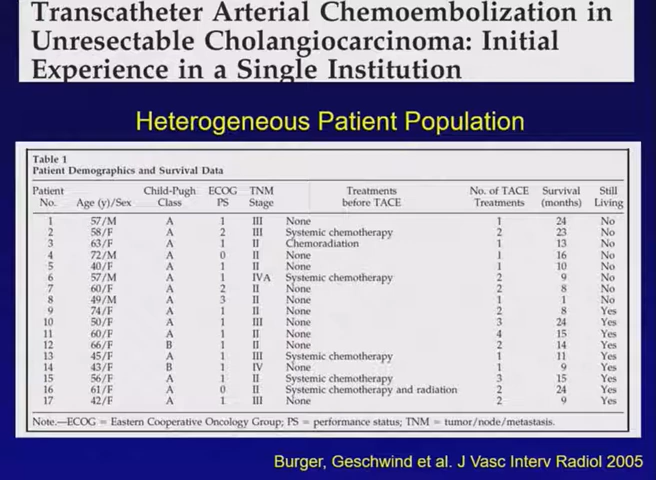 Transcatheter Arterial Chemoembolization in
Unresectable Cholangiocarcinoma: Initial
Experience in a Single Institution
Heterogeneous Patient Population
Table 1
Patient Demographics and Survival Data
Patient Child-Pugh ECOG TNM Treatments No. of TACE Survival Still
No. Age (y)/Sex Class PS Stage before TACE Treatments (months) Living
1 57/M A 1 III None 1 24 No
2 58/F A 2 III Systemic chemotherapy 2 23 No
3 63/F A 1 II Chemoradiation 1 13 No
4 72/M A 0 II None 1 16 No
5 40/F A 1 II None 1 10 No
6 57/M A 1 IVA Systemic chemotherapy 2 9 No
7 60/F A 2 II None 2 8 No
8 49/M A 3 II None 1 1 No
9 74/F A 1 II None 2 8 Yes
10 50/F A 1 III None 3 24 Yes
11 60/F A 1 II None 4 15 Yes
12 66/F B 1 II None 2 14 Yes
13 45/F A 1 III Systemic chemotherapy 1 11 Yes
14 43/F B 1 IV None 1 9 Yes
15 56/F A 1 II Systemic chemotherapy 3 15 Yes
16 61/F A 0 II Systemic chemotherapy and radiation 2 24 Yes
17 42/F A 1 III None 2 9 Yes
Note.—ECOG = Eastern Cooperative Oncology Group; PS = performance status; TNM = tumor/node/metastasis.
Burger, Geschwind et al. J Vasc Interv Radiol 2005